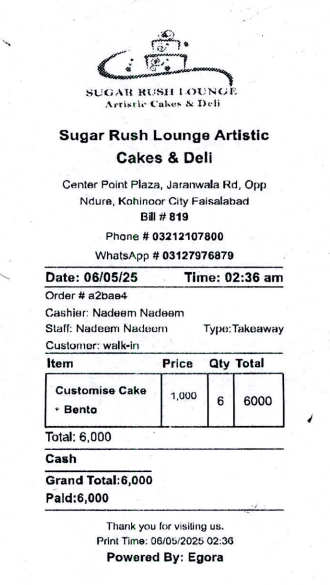 SUGAR RUSH LOUNGE
Artistic Cakes & Deli
Sugar Rush Lounge Artistic
Cakes & Deli
Center Point Plaza, Jaranwala Rd, Opp
Ndure, Kohinoor City Faisalabad
Bill # 819
Phone # 03212107800
WhatsApp # 03127976879
Date: 06/05/25 Time: 02:36 am
Order # a2bae4
Cashier: Nadeem Nadeem
Staff: Nadeem Nadeem Type:Takeaway
Customer: walk-in
Item Price Qty Total
Customise Cake 1,000 6 6000
◦ Bento
Total: 6,000
Cash
Grand Total:6,000
Paid:6,000
Thank you for visiting us.
Print Time: 06/05/2025 02:36
Powered By: Egora